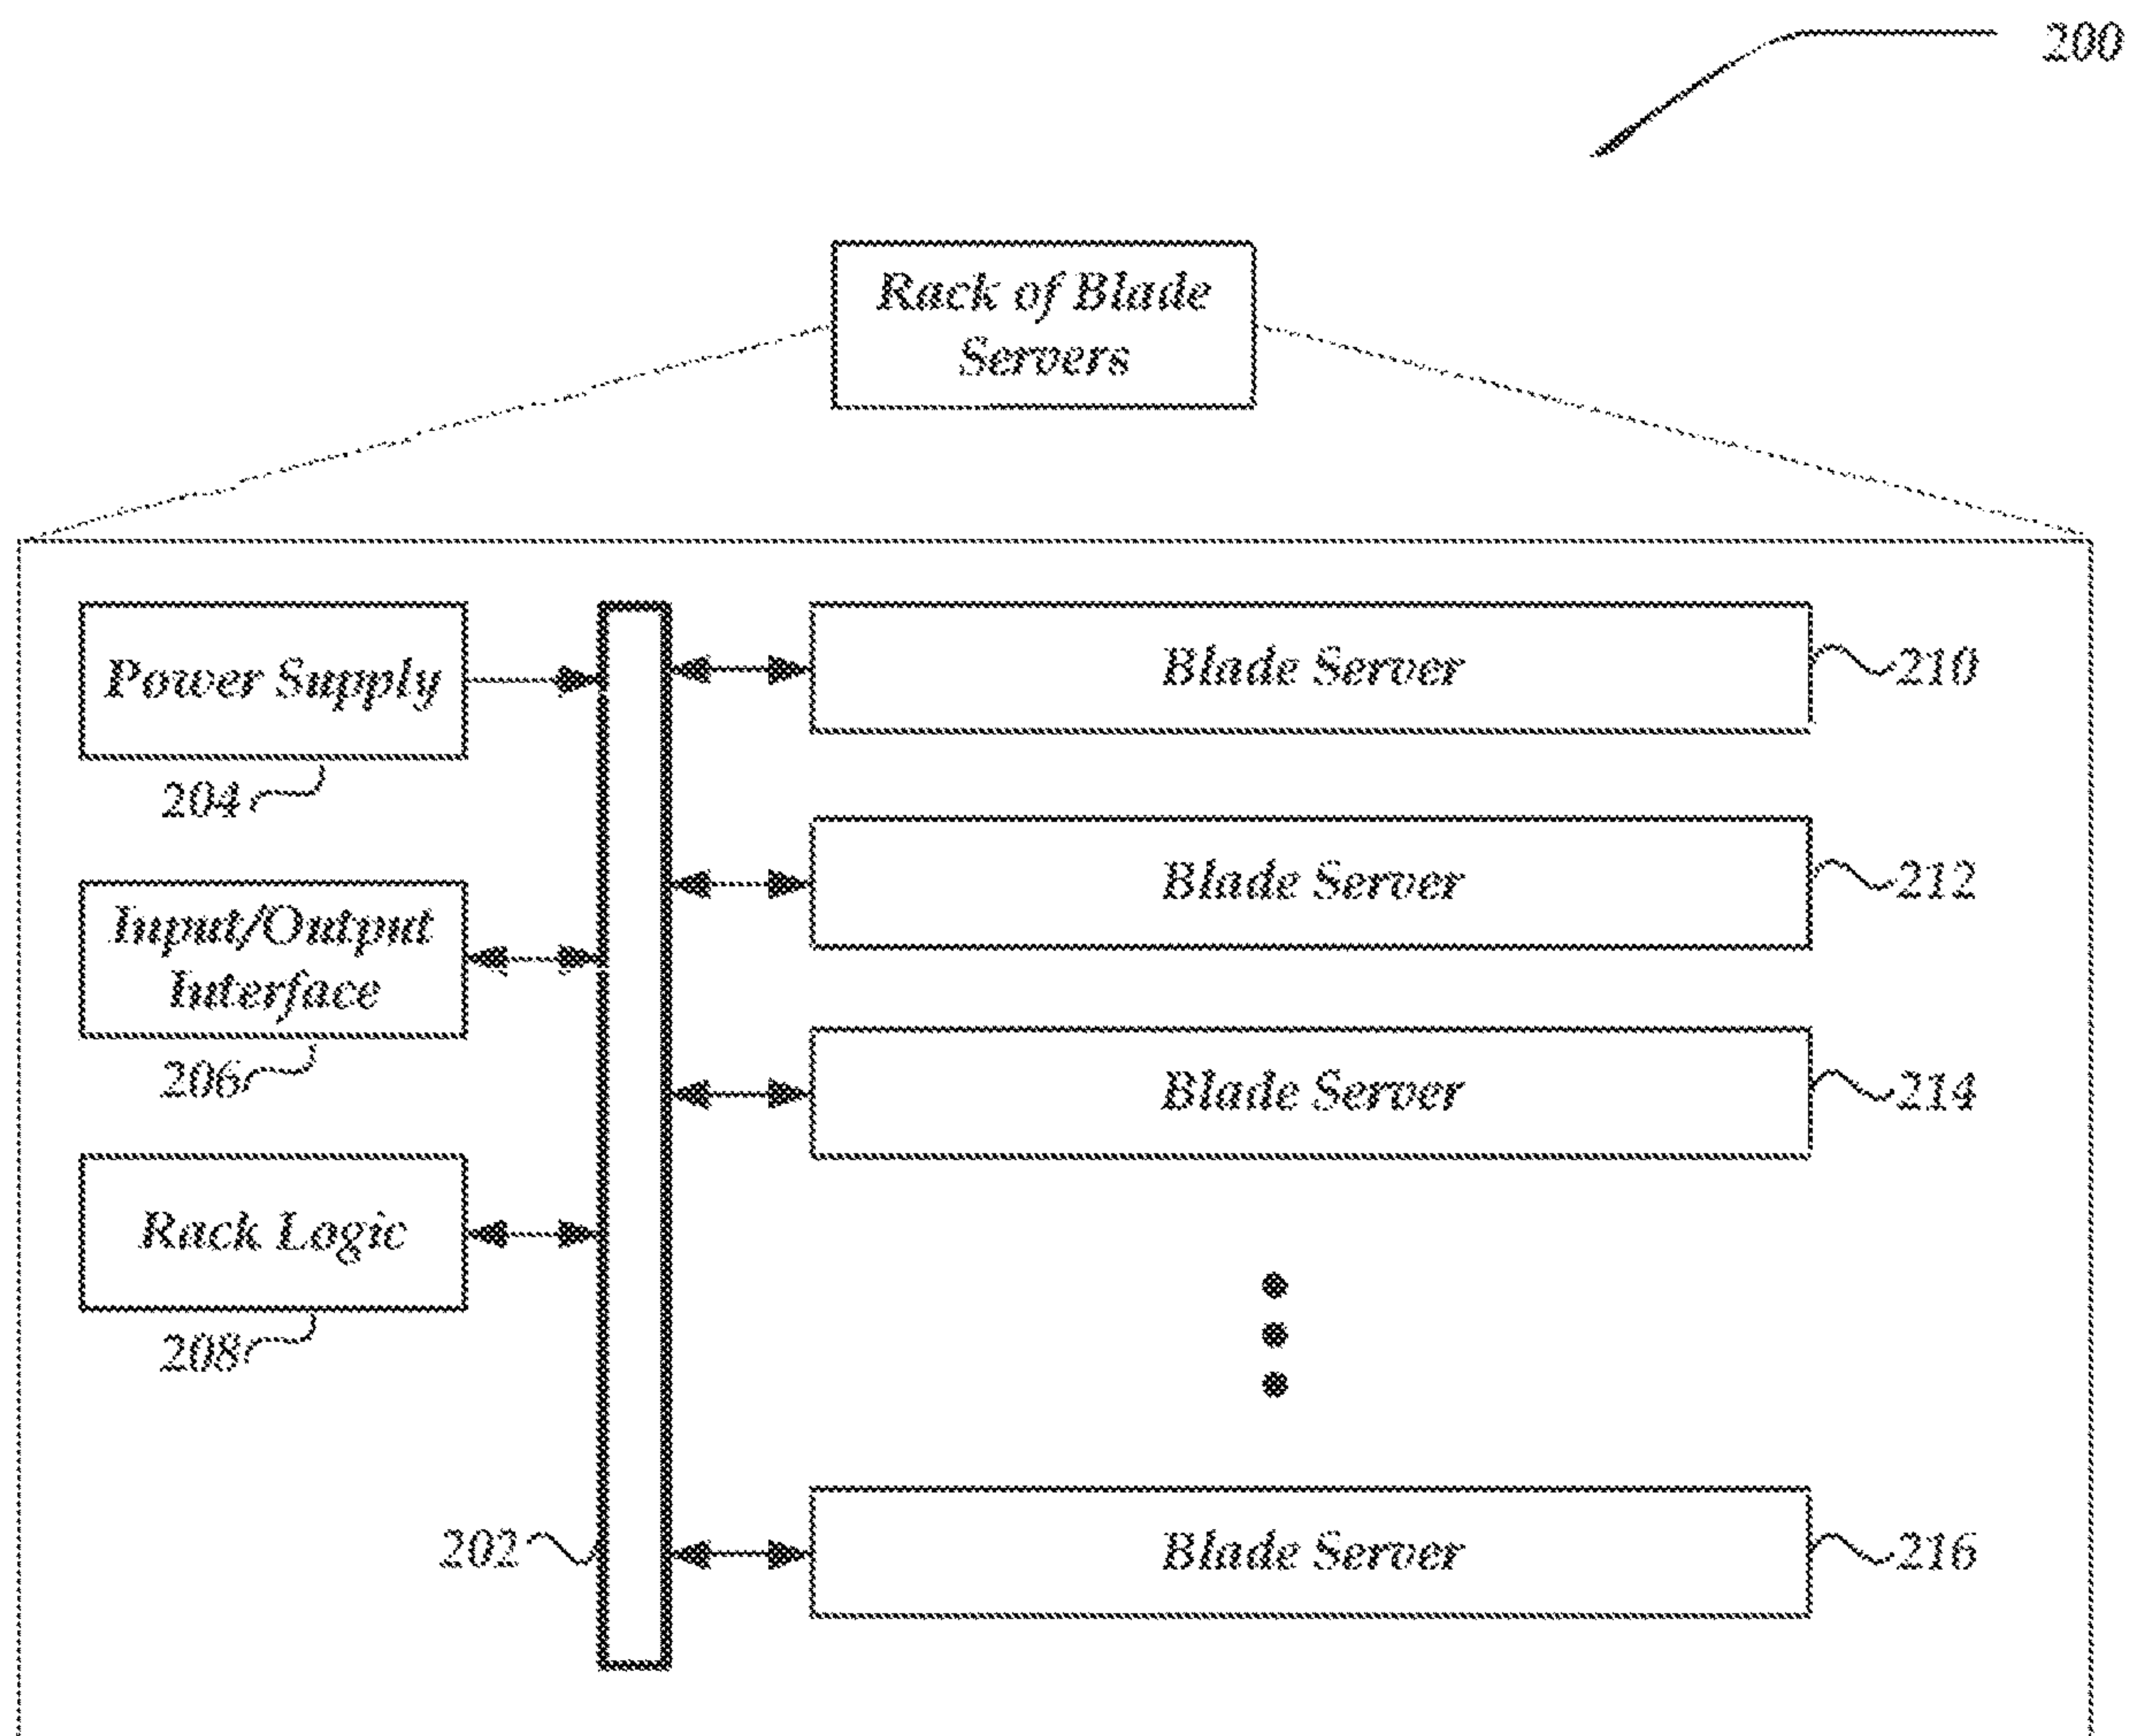 200
Rack of Blade
Servers
Power Supply
204
Input/Output
Interface
206
Rack Logic
208
202
Blade Server
210
Blade Server
212
Blade Server
214
Blade Server
216